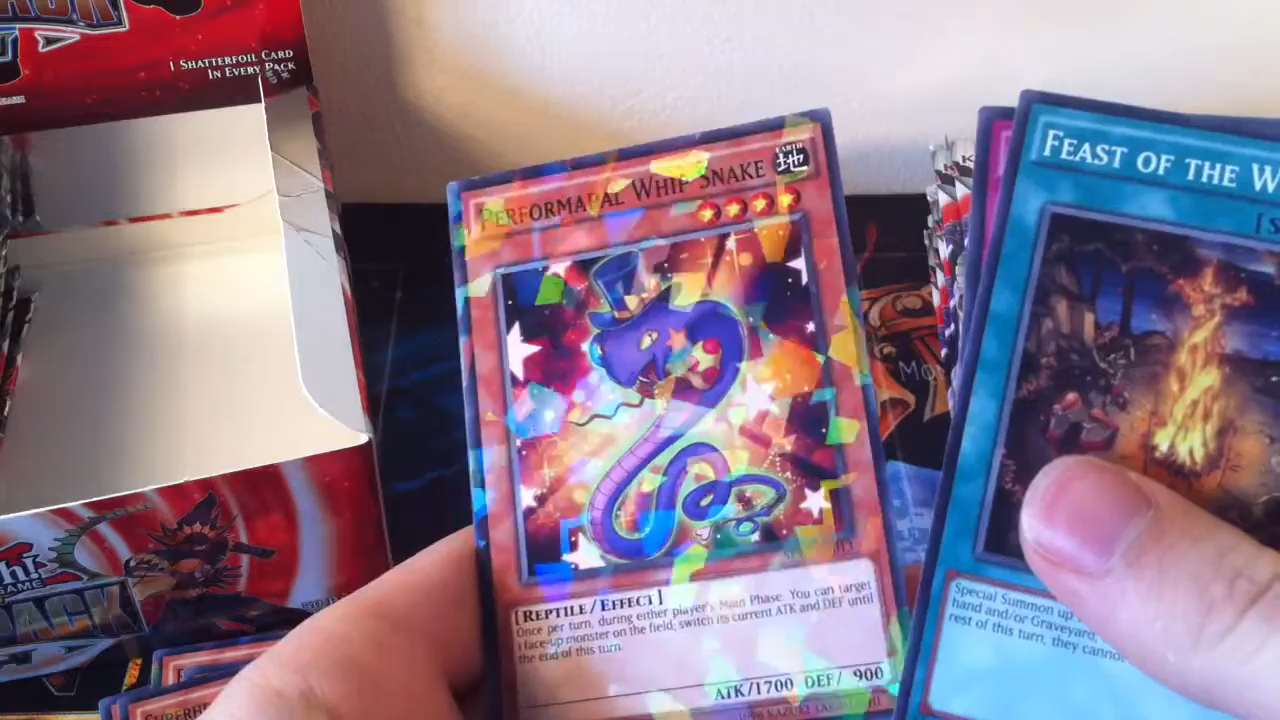 1 SHATTERFOIL CARD
IN EVERY PACK
PERFORMAPAL WHIP SNAKE
EARTH
地
[REPTILE/EFFECT]
Once per turn, during either player's Main Phase: You can target
1 face-up monster on the field; switch its current ATK and DEF until
the end of this turn.
ATK/1700 DEF/ 900
FEAST OF THE W
[S
Special Summon up
hand and/or Graveyard,
rest of this turn, they cannot
h!
GAME
PACK
SUPERH